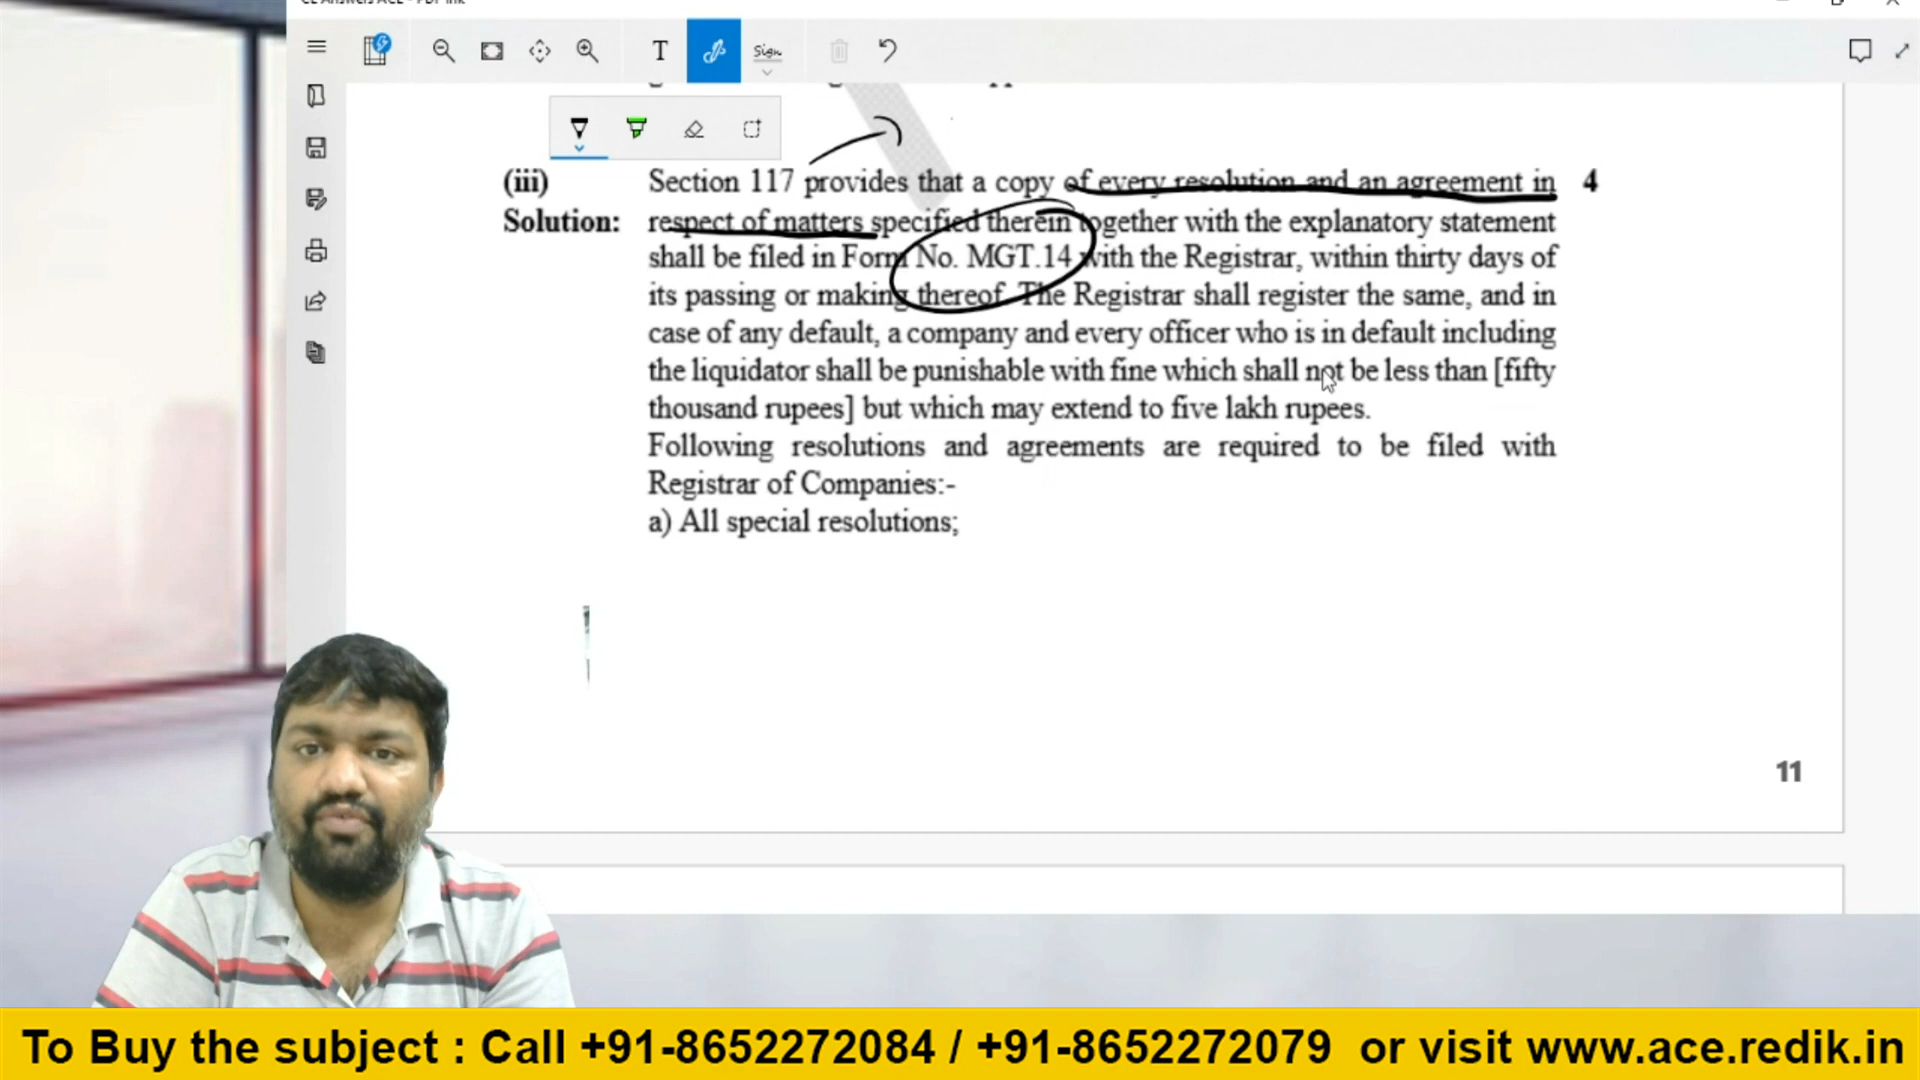 T
Sign
(iii) Section 117 provides that a copy of every resolution and an agreement in 4
Solution: respect of matters specified therein together with the explanatory statement
shall be filed in Form No. MGT.14 with the Registrar, within thirty days of
its passing or making thereof. The Registrar shall register the same, and in
case of any default, a company and every officer who is in default including
the liquidator shall be punishable with fine which shall not be less than [fifty
thousand rupees] but which may extend to five lakh rupees.
Following resolutions and agreements are required to be filed with
Registrar of Companies:-
a) All special resolutions;
11
To Buy the subject : Call +91-8652272084 / +91-8652272079 or visit www.ace.redik.in